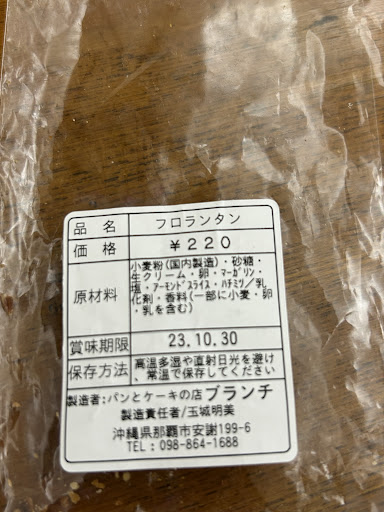 品名 フロランタン
価格 ¥220
原材料 小麦粉(国内製造)・砂糖・
生クリーム・卵・マーガリン・
塩・アーモンドスライス・ハチミツ/乳
化剤・香料(一部に小麦・卵
・乳を含む)
賞味期限 23.10.30
保存方法 高温多湿や直射日光を避け
、常温で保存してください
製造者:パンとケーキの店ブランチ
製造責任者/玉城明美
沖縄県那覇市安謝199-6
TEL:098-864-1688